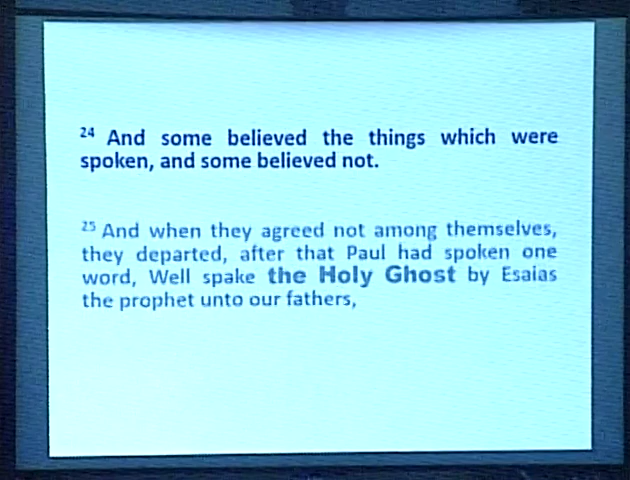 24 And some believed the things which were
spoken, and some believed not.
25 And when they agreed not among themselves,
they departed, after that Paul had spoken one
word, Well spake the Holy Ghost by Esaias
the prophet unto our fathers,